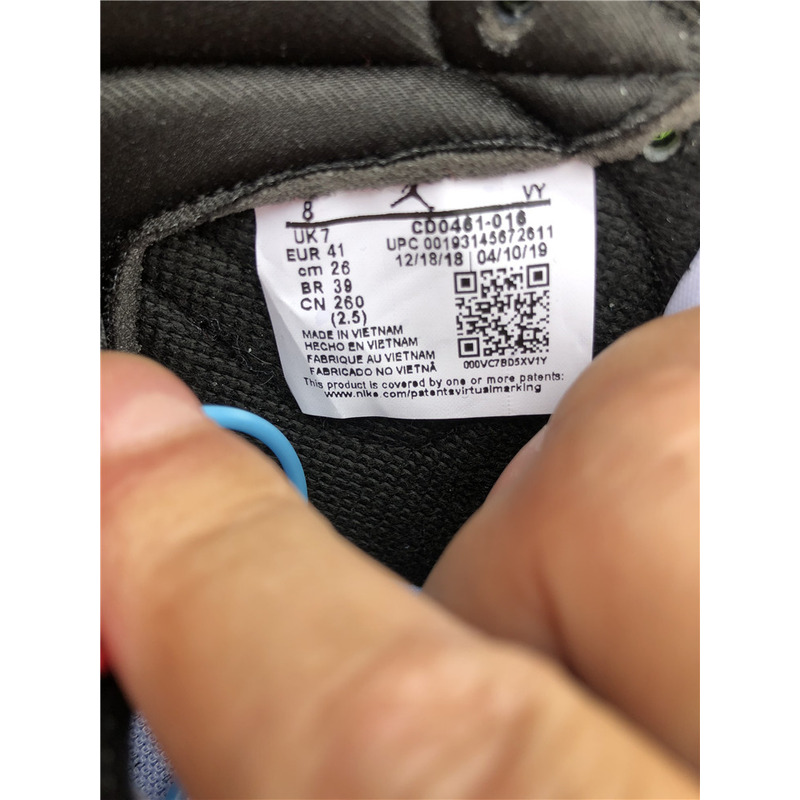 8 VY
UK 7 CD0461-016
EUR 41 UPC 00193145672611
cm 26 12/18/18 04/10/19
BR 39
CN 260
(2.5)
MADE IN VIETNAM
HECHO EN VIETNAM
FABRIQUE AU VIETNAM
FABRICADO NO VIETNÃ
000VC7BD5XV1Y
This product is covered by one or more patents:
www.nike.com/patentsvirtualmarking